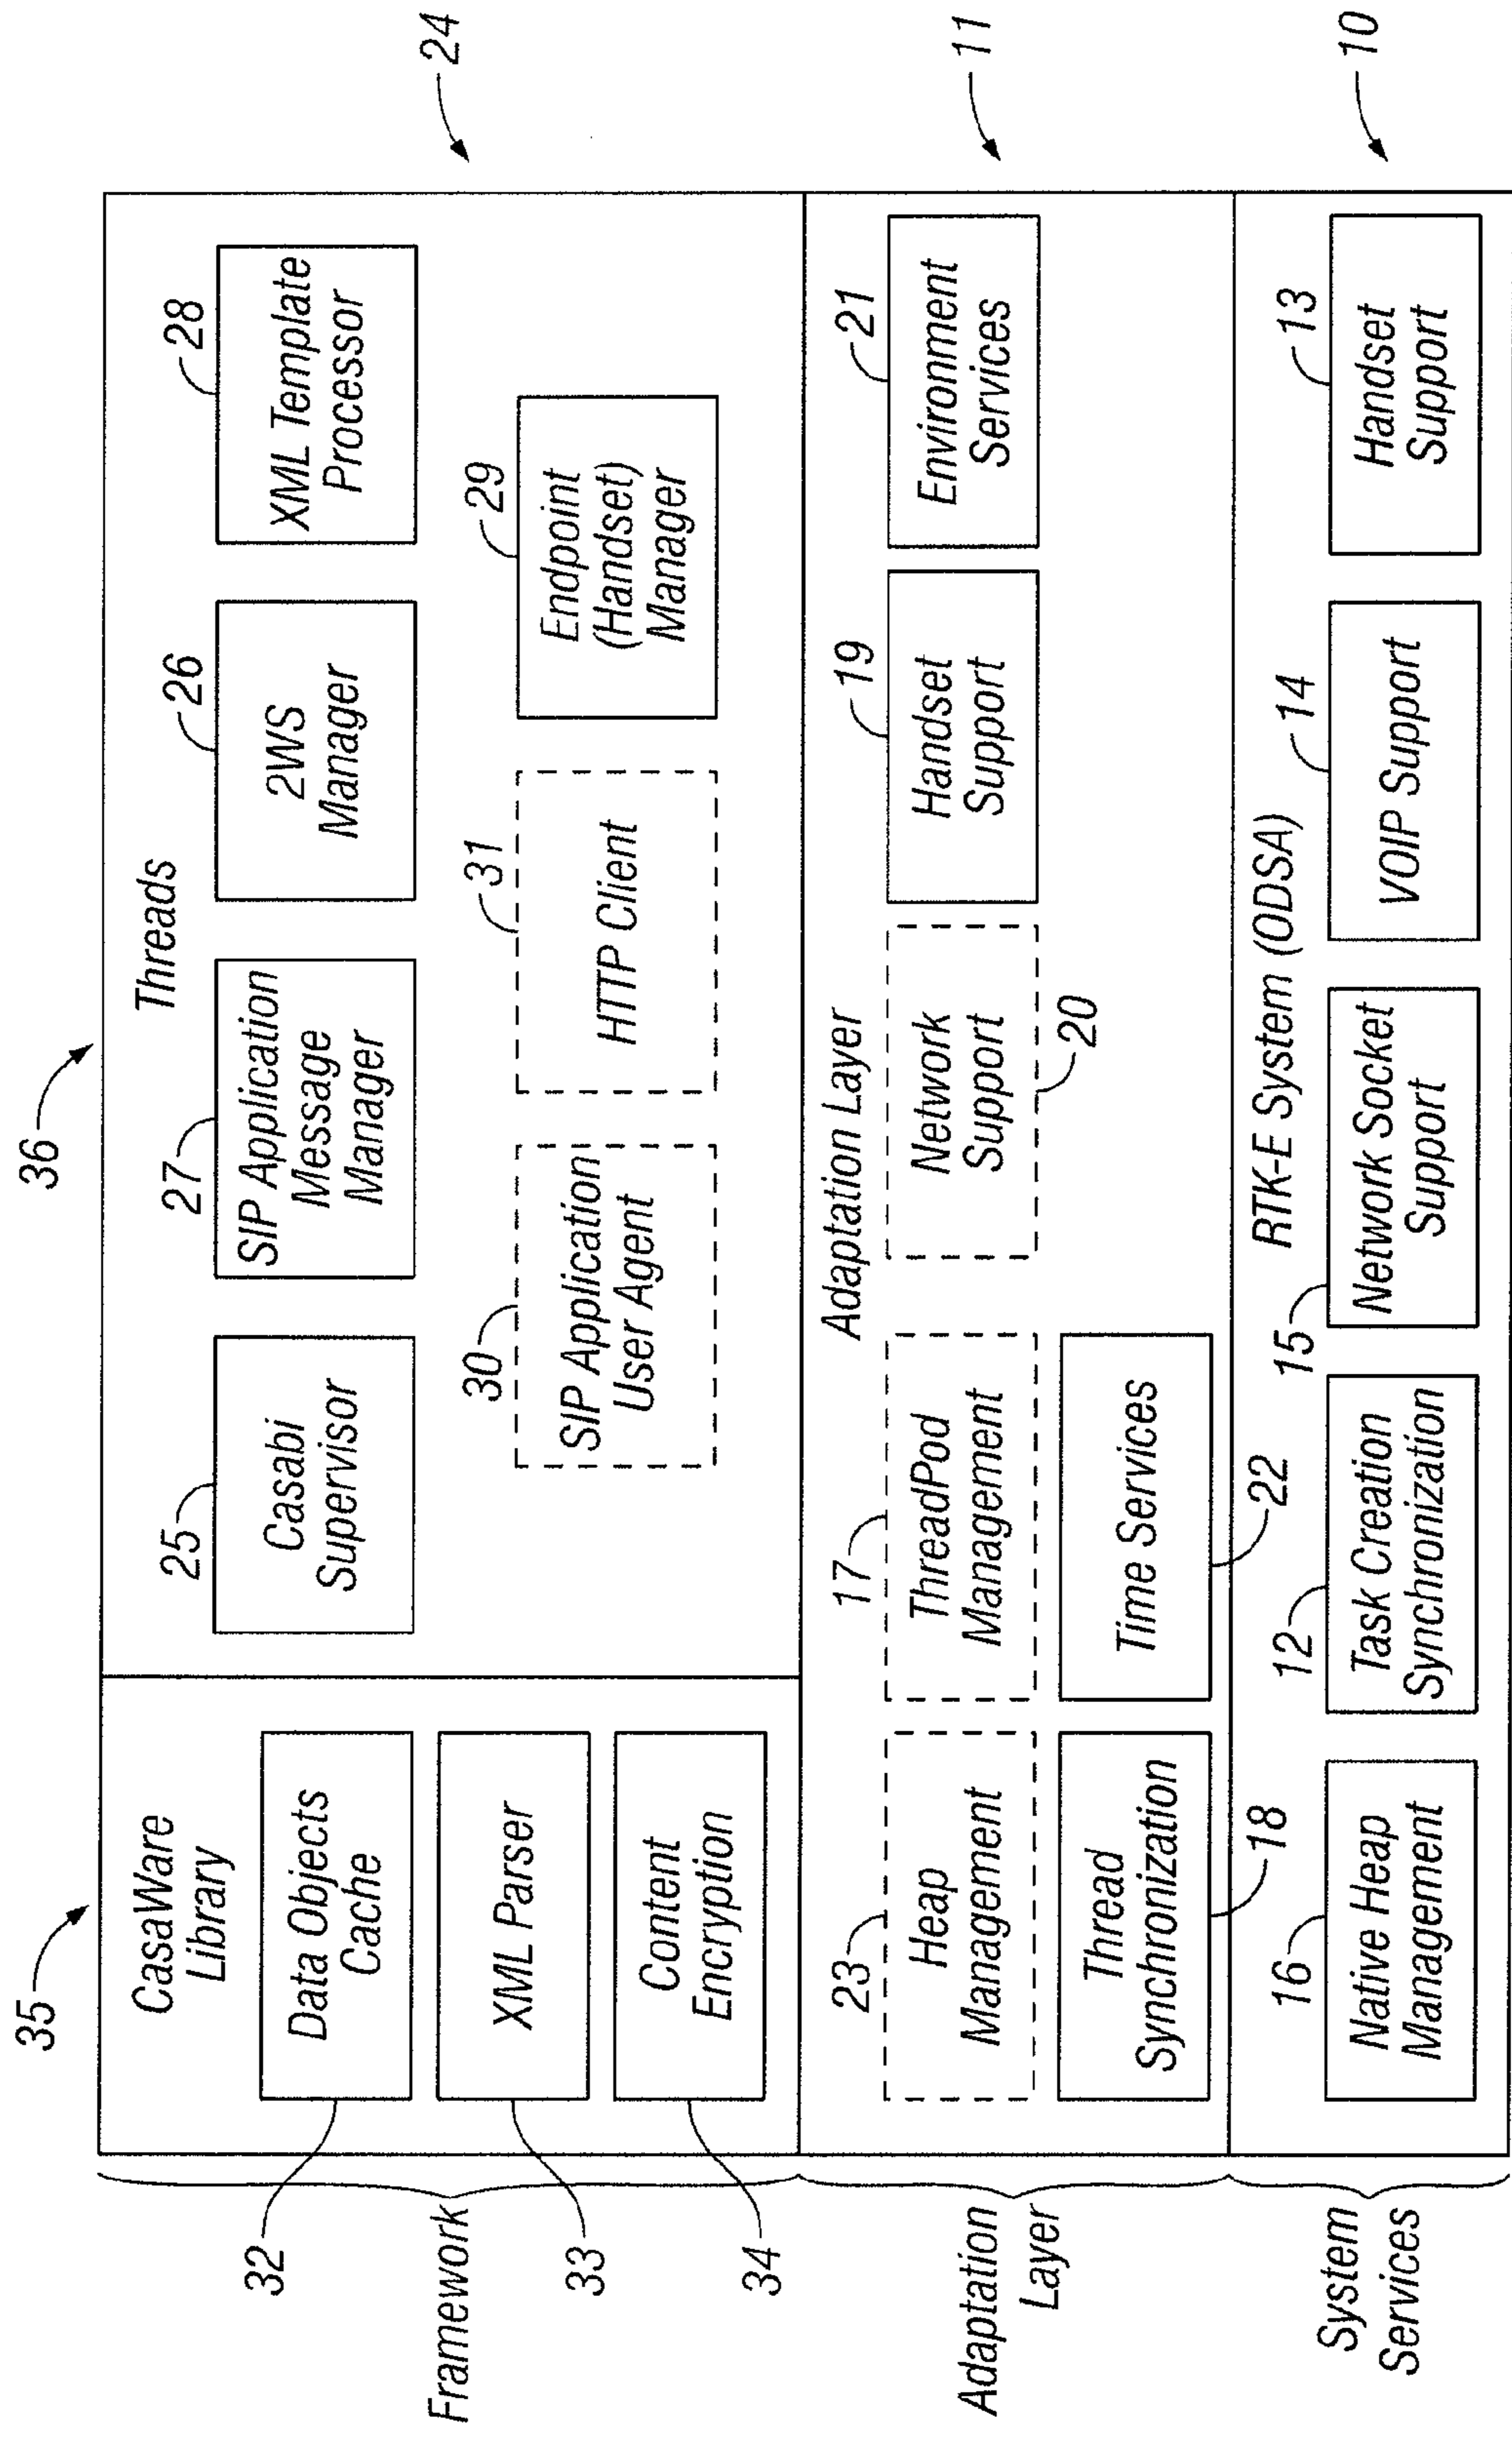 35
36
CasaWare
Library
Threads
24
25
27
26
28
Casabi
Supervisor
SIP Application
Message
Manager
2WS
Manager
XML Template
Processor
32
Data Objects
Cache
Framework
33
XML Parser
34
Content
Encryption
30
31
29
SIP Application
User Agent
HTTP Client
Endpoint
(Handset)
Manager
Adaptation Layer
11
Adaptation
Layer
23
17
19
21
Heap
Management
ThreadPod
Management
Network
Support
Handset
Support
Environment
Services
20
Thread
Synchronization
Time Services
18
22
RTK-E System (ODSA)
10
System
Services
16
12
15
14
13
Native Heap
Management
Task Creation
Synchronization
Network Socket
Support
VOIP Support
Handset
Support